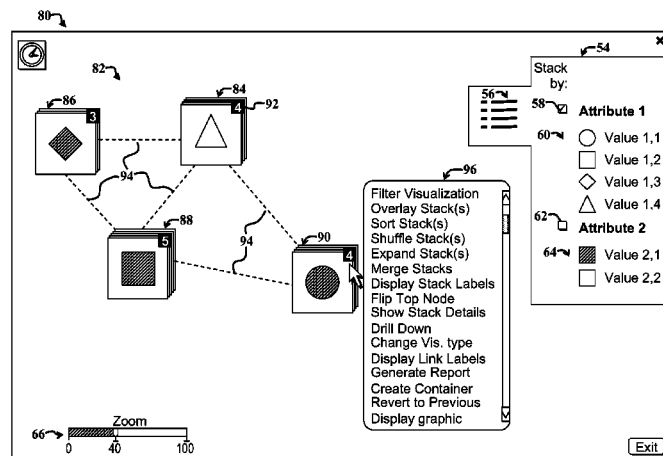 80
54
82
86
84
92
3
4
94
88
5
94
90
4
96
Stack by:
56
58
Attribute 1
60
Value 1,1
Value 1,2
Value 1,3
Value 1,4
62
Attribute 2
64
Value 2,1
Value 2,2
Filter Visualization
Overlay Stack(s)
Sort Stack(s)
Shuffle Stack(s)
Expand Stack(s)
Merge Stacks
Display Stack Labels
Flip Top Node
Show Stack Details
Drill Down
Change Vis. type
Display Link Labels
Generate Report
Create Container
Revert to Previous
Display graphic
66
Zoom
0 40 100
Exit